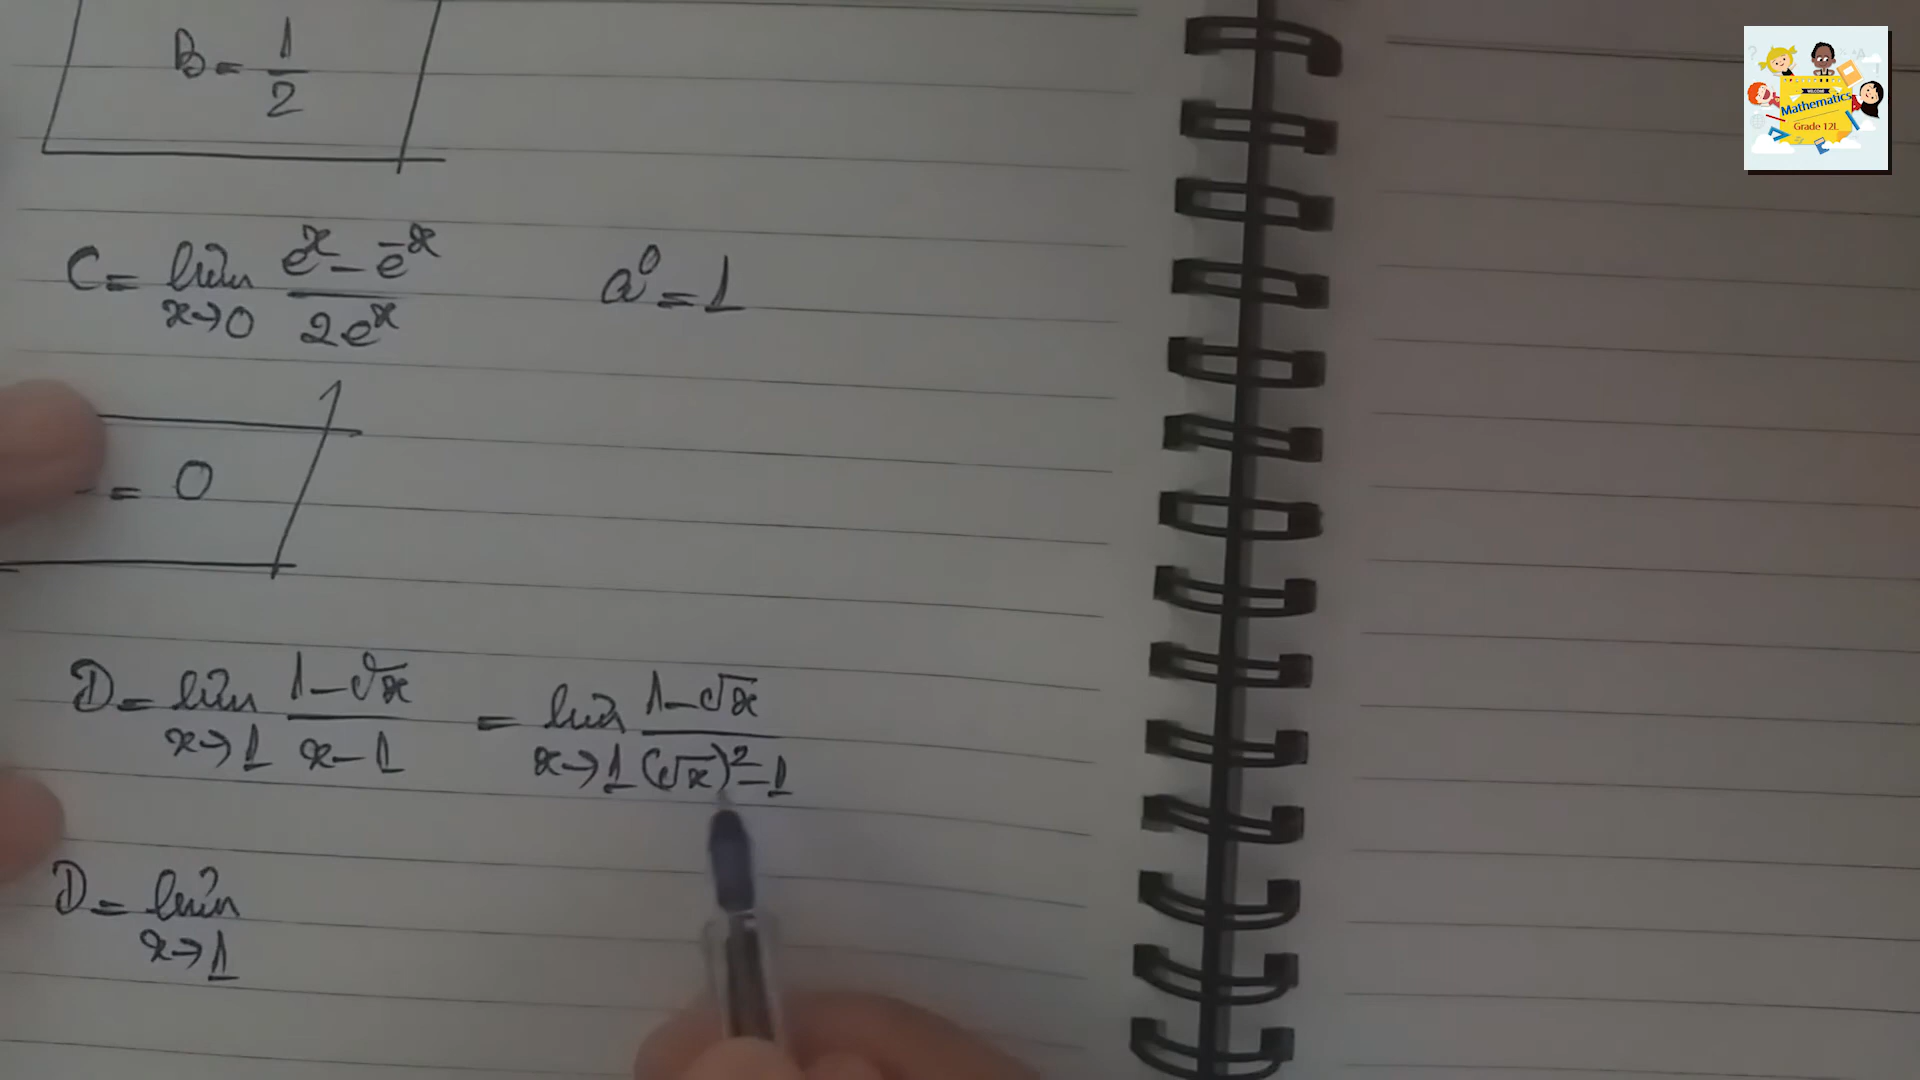 B = 1/2
C = lim x→0 (e^x - e^-x)/(2e^x)    a^0 = 1
= 0
D = lim x→1 (1-√x)/(x-1) = lim x→1 (1-√x)/((√x)²-1)
D = lim x→1
WELCOME
Mathematics
Grade 12L